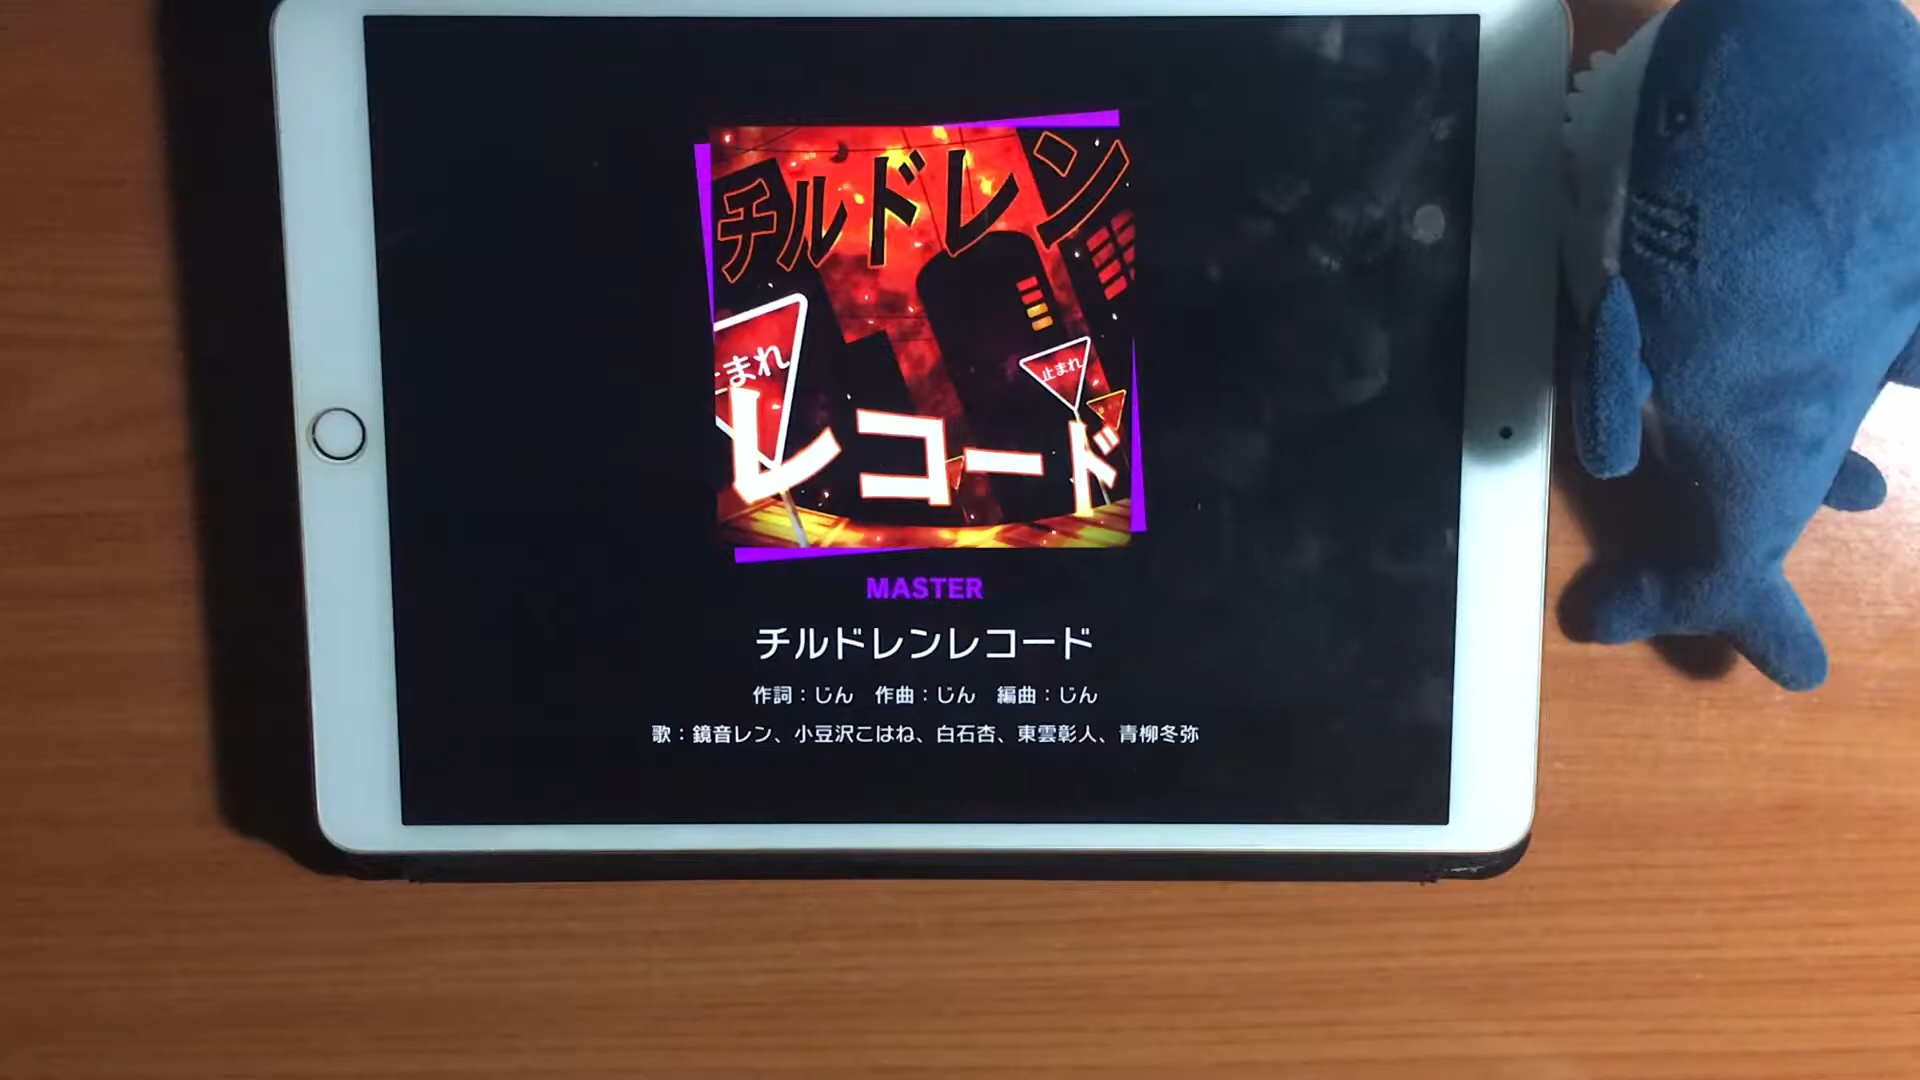 チルドレン
止まれ
まれ
レコード
MASTER
チルドレンレコード
作詞：じん 作曲：じん 編曲：じん
歌：鏡音レン、小豆沢こはね、白石杏、東雲彰人、青柳冬弥